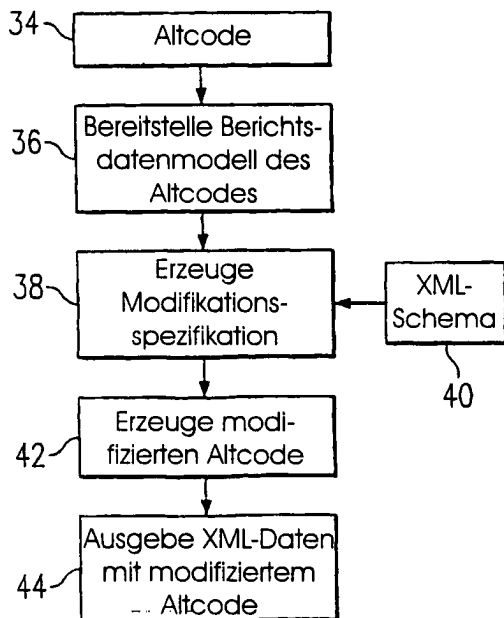 34
Altcode
36
Bereitstelle Berichts-
datenmodell des
Altcodes
38
Erzeuge
Modifikations-
spezifikation
XML-
Schema
40
42
Erzeuge modi-
fizierten Altcode
44
Ausgebe XML-Daten
mit modifiziertem
Altcode